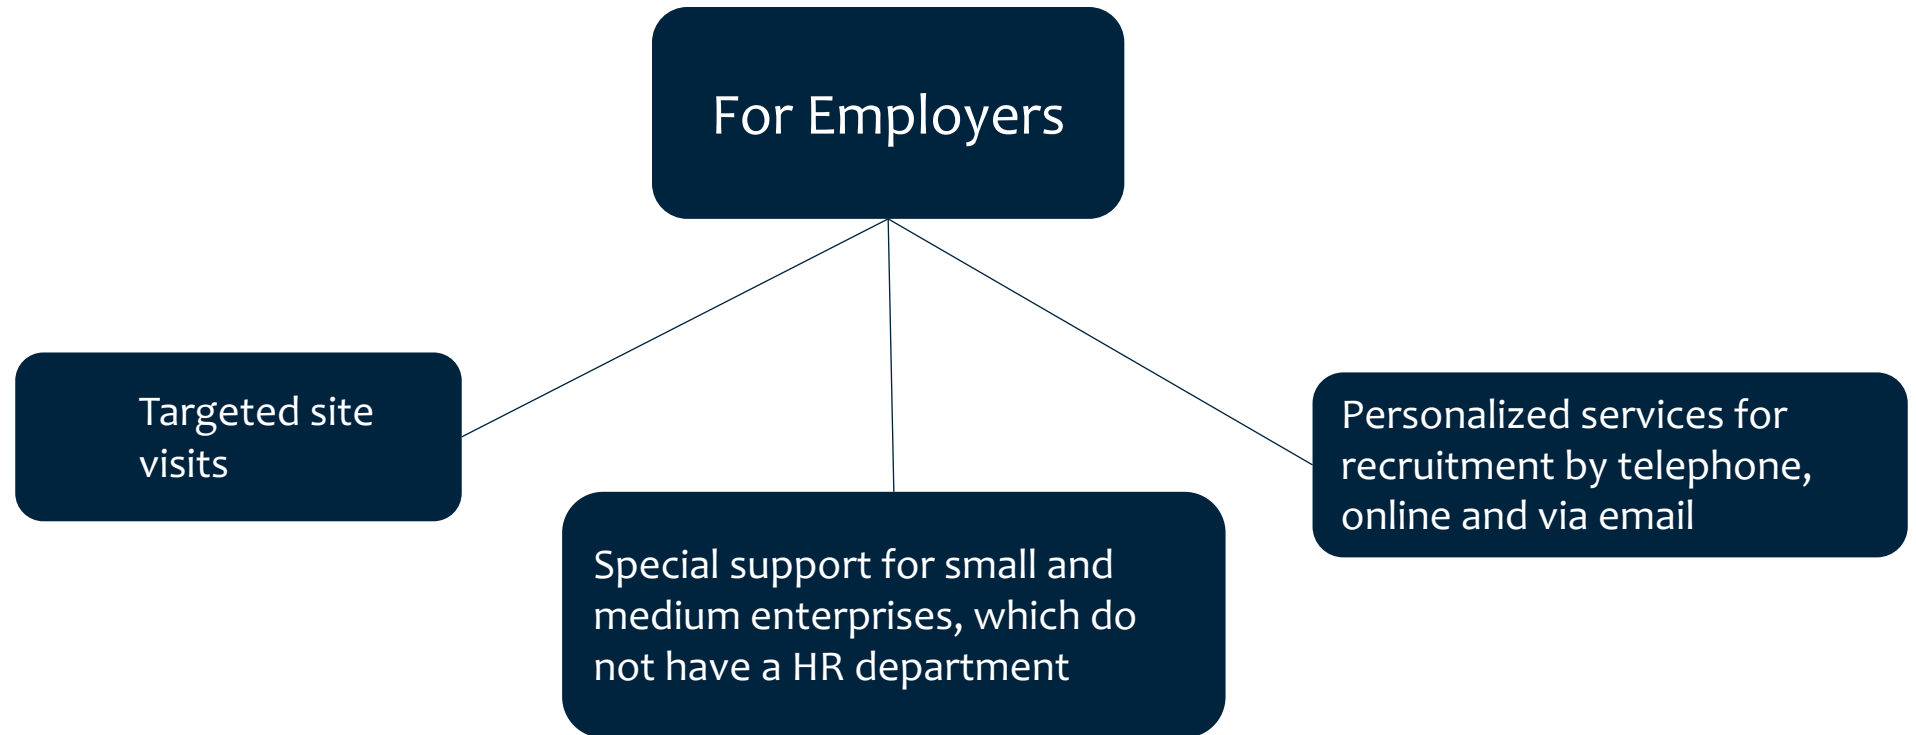 For Employers
Targeted site
visits
Special support for small and
medium enterprises, which do
not have a HR department
Personalized services for
recruitment by telephone,
online and via email